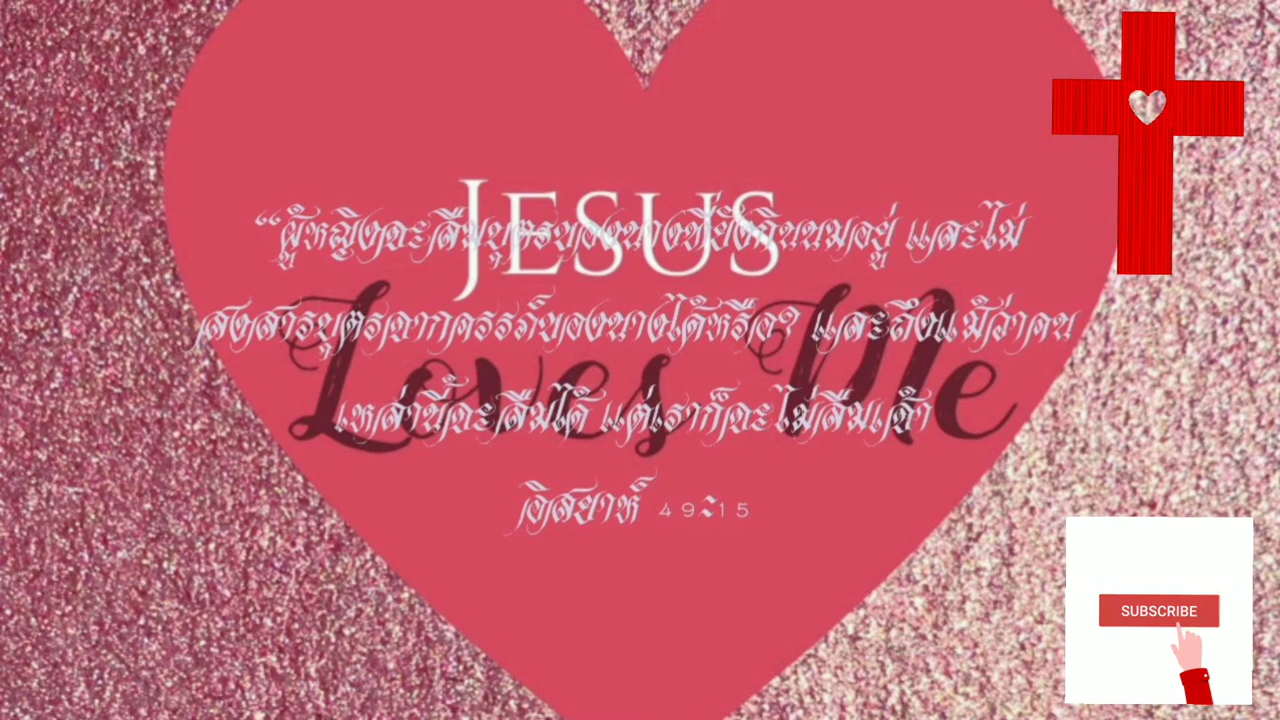 JESUS
Loves Me
“ผู้หญิงจะลืมบุตรของนางที่ยังกินนมอยู่ และไม่
สงสารบุตรจากครรภ์ของนางได้หรือ? และถึงแม้ว่าคน
เหล่านี้จะลืมได้ แต่เราก็จะไม่ลืมเจ้า
อิสยาห์ 49:15
SUBSCRIBE